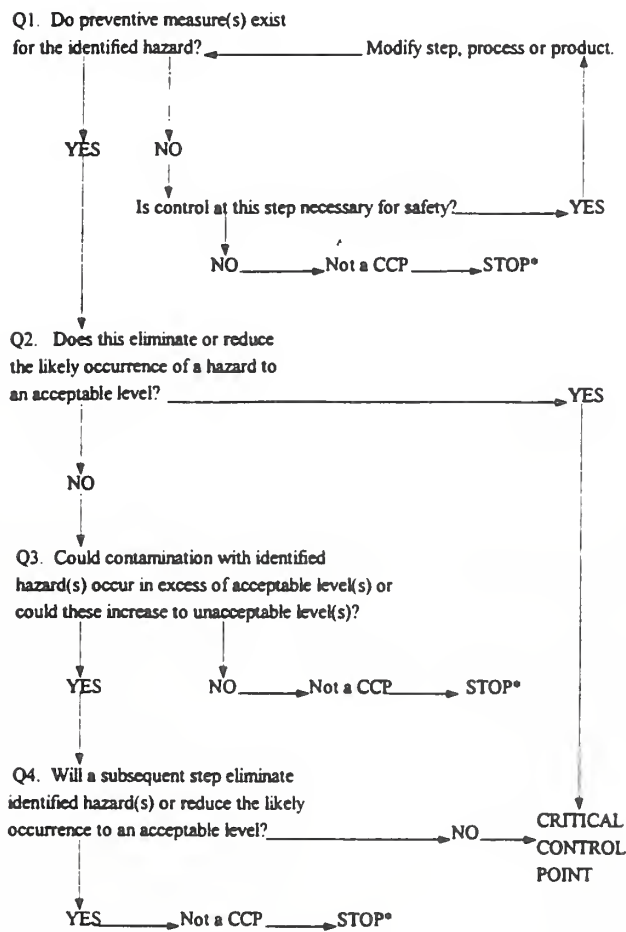 Q1. Do preventive measure(s) exist
for the identified hazard?
Modify step, process or product.
YES NO
Is control at this step necessary for safety? YES
NO Not a CCP STOP*
Q2. Does this eliminate or reduce
the likely occurrence of a hazard to
an acceptable level? YES
NO
Q3. Could contamination with identified
hazard(s) occur in excess of acceptable level(s) or
could these increase to unacceptable level(s)?
YES NO Not a CCP STOP*
Q4. Will a subsequent step eliminate
identified hazard(s) or reduce the likely
occurrence to an acceptable level? NO
CRITICAL
CONTROL
POINT
YES Not a CCP STOP*